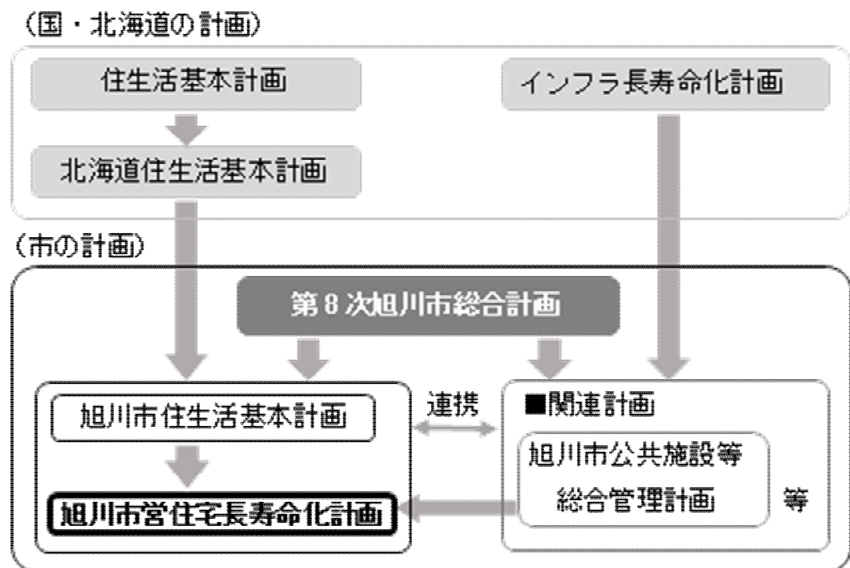 （国・北海道の計画）
住生活基本計画
インフラ長寿命化計画
北海道住生活基本計画
（市の計画）
第8次旭川市総合計画
旭川市住生活基本計画
連携
■関連計画
旭川市公共施設等
総合管理計画
等
旭川市営住宅長寿命化計画